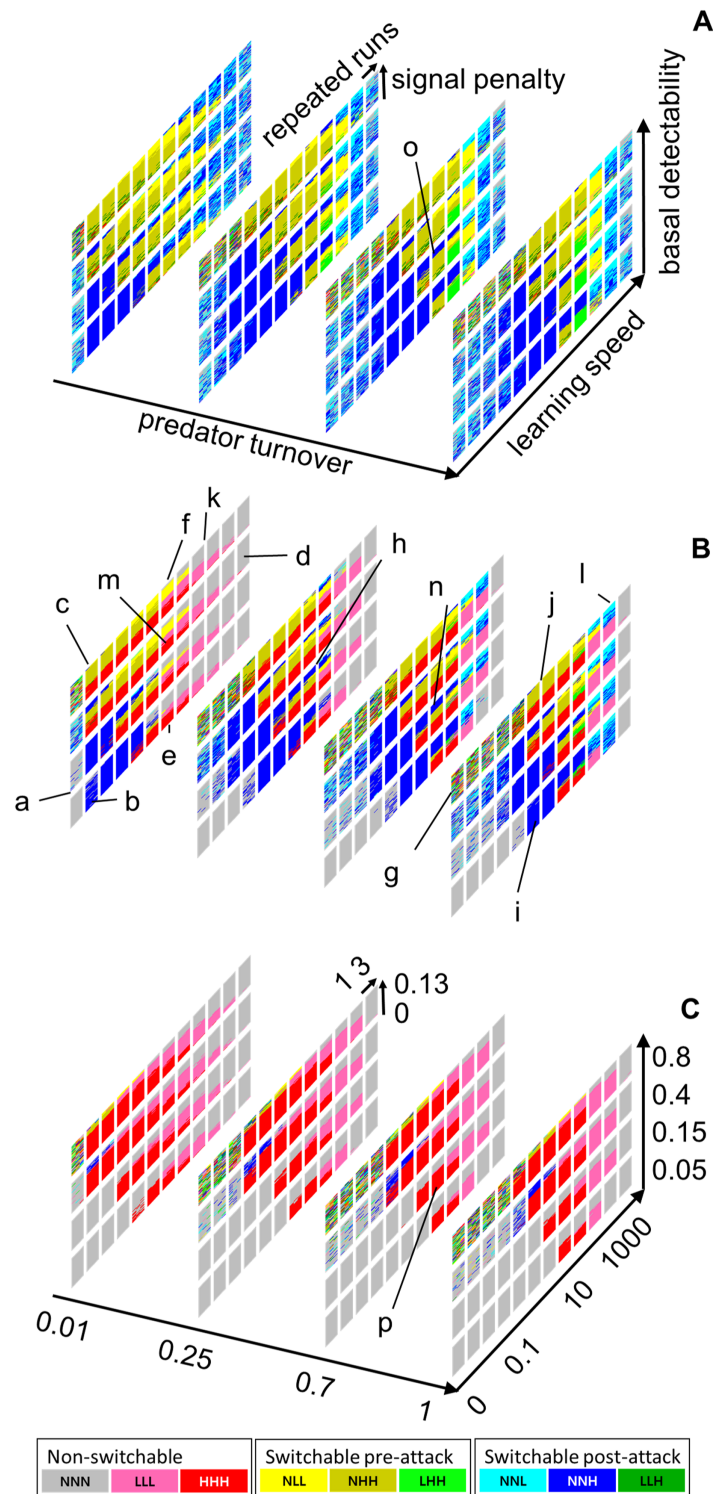 A
repeated runs
signal penalty
basal detectability
o
learning speed
predator turnover
B
k
f
d
h
m
n
l
c
j
e
a
b
g
i
C
1 3
0.13
0
0.8
0.4
0.15
0.05
1000
10
0.1
0
p
0.01
0.25
0.7
1
Non-switchable
NNN LLL HHH
Switchable pre-attack
NLL NHH LHH
Switchable post-attack
NNL NNH LLH